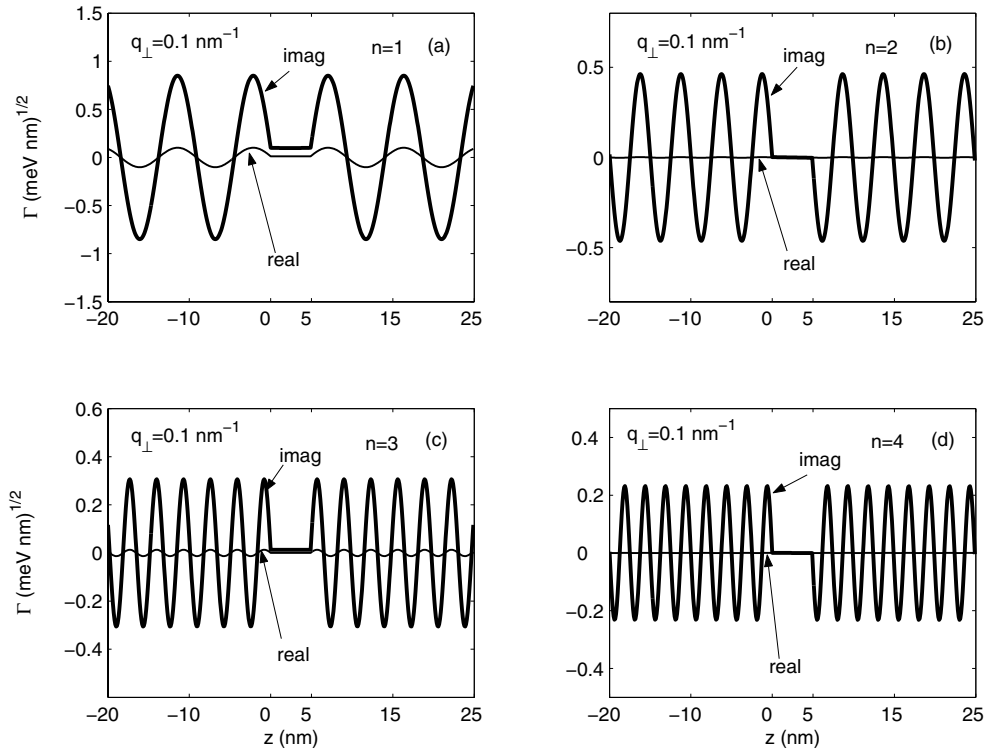 1.5
q⊥=0.1 nm⁻¹
n=1
(a)
imag
1
0.5
0
−0.5
−1
−1.5
real
Γ (meV nm)^1/2
−20
−10
0
5
15
25
z (nm)
q⊥=0.1 nm⁻¹
n=2
(b)
imag
0.5
0
−0.5
real
−20
−10
0
5
15
25
z (nm)
0.6
q⊥=0.1 nm⁻¹
n=3
(c)
imag
0.4
0.2
0
−0.2
−0.4
real
Γ (meV nm)^1/2
−20
−10
0
5
15
25
z (nm)
q⊥=0.1 nm⁻¹
n=4
(d)
imag
0.4
0.2
0
−0.2
−0.4
real
−20
−10
0
5
15
25
z (nm)